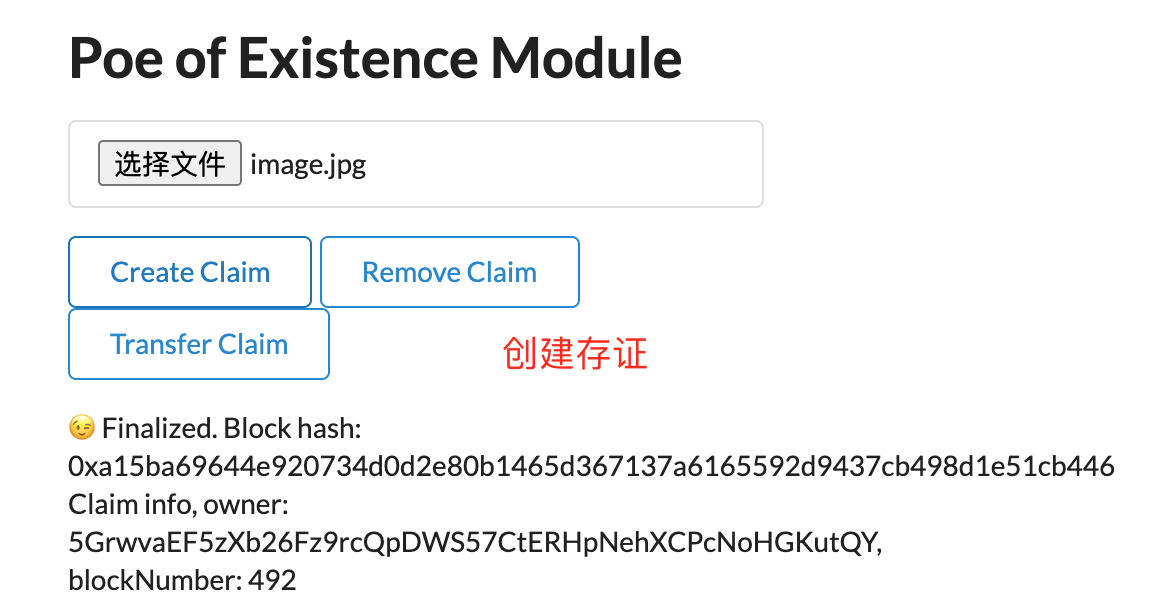 Poe of Existence Module
选择文件 image.jpg
Create Claim Remove Claim
Transfer Claim
创建存证
😉 Finalized. Block hash:
0xa15ba69644e920734d0d2e80b1465d367137a6165592d9437cb498d1e51cb446
Claim info, owner:
5GrwvaEF5zXb26Fz9rcQpDWS57CtERHpNehXCPcNoHGKutQY,
blockNumber: 492